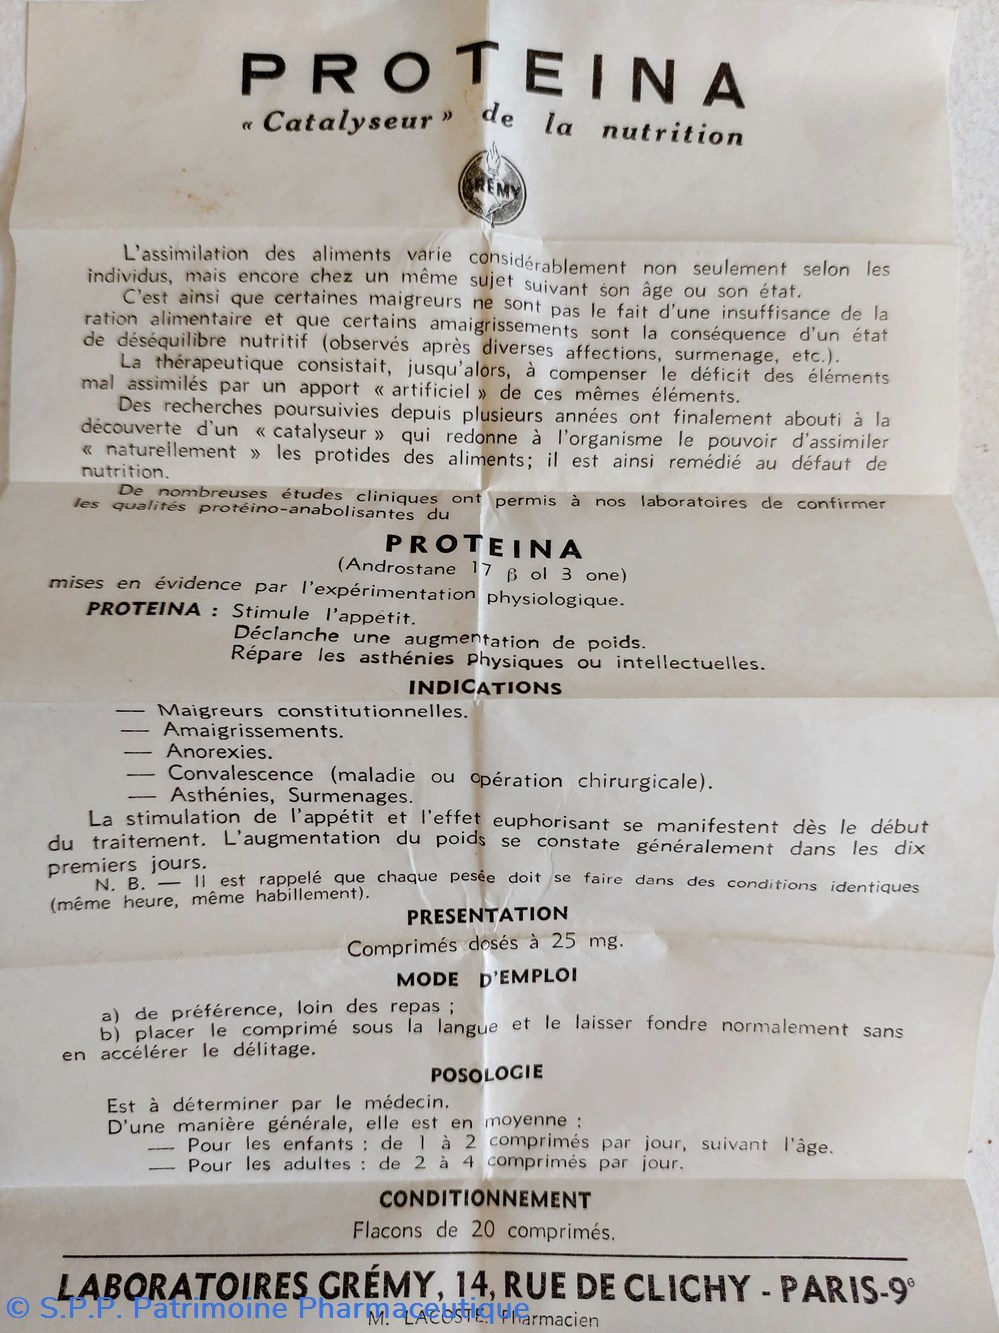 PROTEINA
« Catalyseur » de la nutrition
GRÉMY
L'assimilation des aliments varie considérablement non seulement selon les
individus, mais encore chez un même sujet suivant son âge ou son état.
C'est ainsi que certaines maigreurs ne sont pas le fait d'une insuffisance de la
ration alimentaire et que certains amaigrissements sont la conséquence d'un état
de déséquilibre nutritif (observés après diverses affections, surmenage, etc.).
La thérapeutique consistait, jusqu'alors, à compenser le déficit des éléments
mal assimilés par un apport « artificiel » de ces mêmes éléments.
Des recherches poursuivies depuis plusieurs années ont finalement abouti à la
découverte d'un « catalyseur » qui redonne à l'organisme le pouvoir d'assimiler
« naturellement » les protides des aliments; il est ainsi remédié au défaut de
nutrition.
De nombreuses études cliniques ont permis à nos laboratoires de confirmer
les qualités protéino-anabolisantes du
PROTEINA
(Androstane 17 β ol 3 one)
mises en évidence par l'expérimentation physiologique.
PROTEINA : Stimule l'appétit.
Déclanche une augmentation de poids.
Répare les asthénies physiques ou intellectuelles.
INDICATIONS
— Maigreurs constitutionnelles.
— Amaigrissements.
— Anorexies.
— Convalescence (maladie ou opération chirurgicale).
— Asthénies, Surmenages.
La stimulation de l'appétit et l'effet euphorisant se manifestent dès le début
du traitement. L'augmentation du poids se constate généralement dans les dix
premiers jours.
N. B. — Il est rappelé que chaque pesée doit se faire dans des conditions identiques
(même heure, même habillement).
PRESENTATION
Comprimés dosés à 25 mg.
MODE D'EMPLOI
a) de préférence, loin des repas ;
b) placer le comprimé sous la langue et le laisser fondre normalement sans
en accélérer le délitage.
POSOLOGIE
Est à déterminer par le médecin.
D'une manière générale, elle est en moyenne :
— Pour les enfants : de 1 à 2 comprimés par jour, suivant l'âge.
— Pour les adultes : de 2 à 4 comprimés par jour.
CONDITIONNEMENT
Flacons de 20 comprimés.
LABORATOIRES GRÉMY, 14, RUE DE CLICHY - PARIS-9e
M. LACOSTE. Pharmacien
© S.P.P. Patrimoine Pharmaceutique